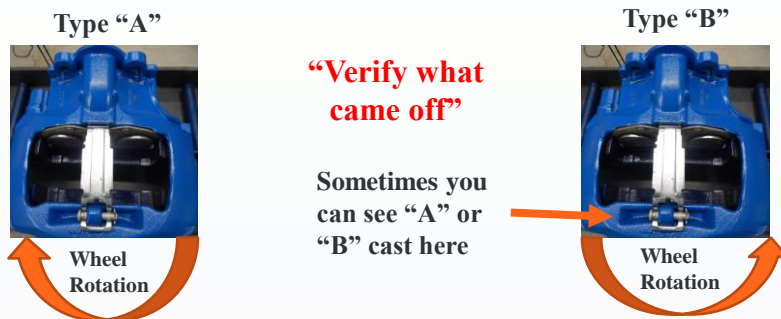 Type “A”
Type “B”
“Verify what
came off”
Sometimes you
can see “A” or
“B” cast here
Wheel
Rotation
Wheel
Rotation